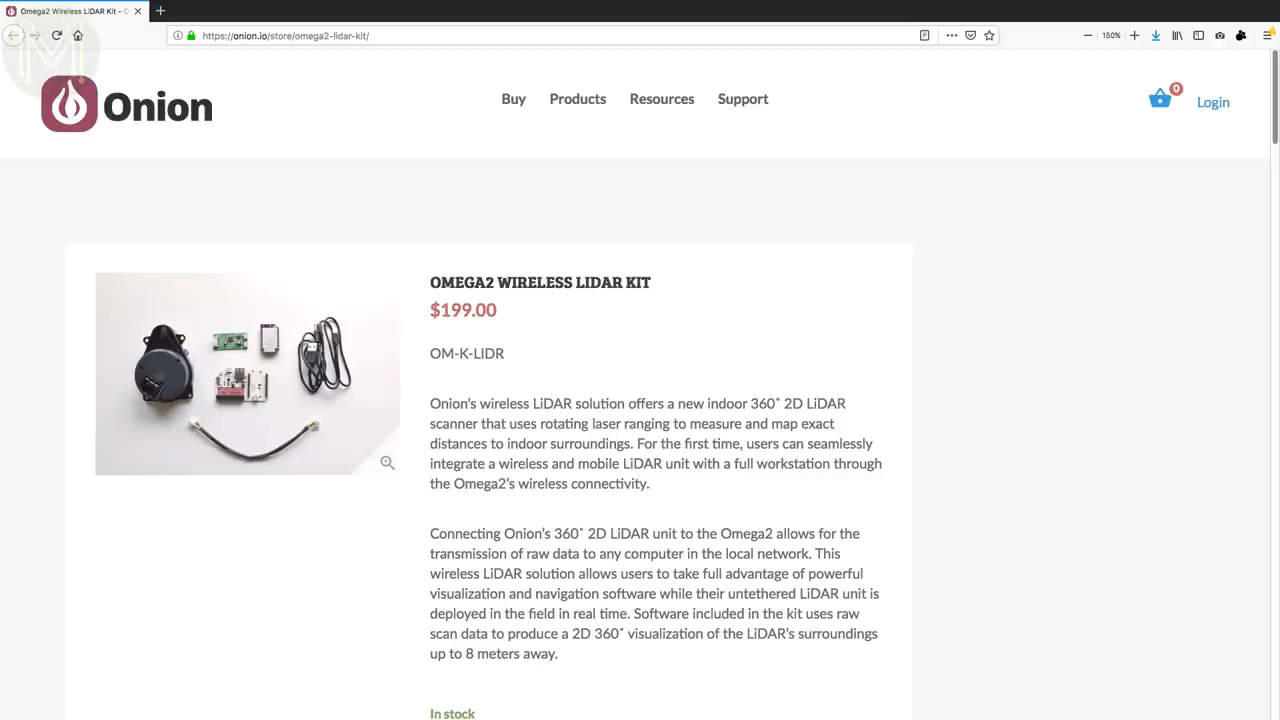 Omega2 Wireless LiDAR Kit – O
https://onion.io/store/omega2-lidar-kit/
150%
Onion
Buy
Products
Resources
Support
0
Login
OMEGA2 WIRELESS LIDAR KIT
$199.00
OM-K-LIDR
Onion's wireless LiDAR solution offers a new indoor 360˚ 2D LiDAR
scanner that uses rotating laser ranging to measure and map exact
distances to indoor surroundings. For the first time, users can seamlessly
integrate a wireless and mobile LiDAR unit with a full workstation through
the Omega2's wireless connectivity.
Connecting Onion's 360˚ 2D LiDAR unit to the Omega2 allows for the
transmission of raw data to any computer in the local network. This
wireless LiDAR solution allows users to take full advantage of powerful
visualization and navigation software while their untethered LiDAR unit is
deployed in the field in real time. Software included in the kit uses raw
scan data to produce a 2D 360˚ visualization of the LiDAR's surroundings
up to 8 meters away.
In stock